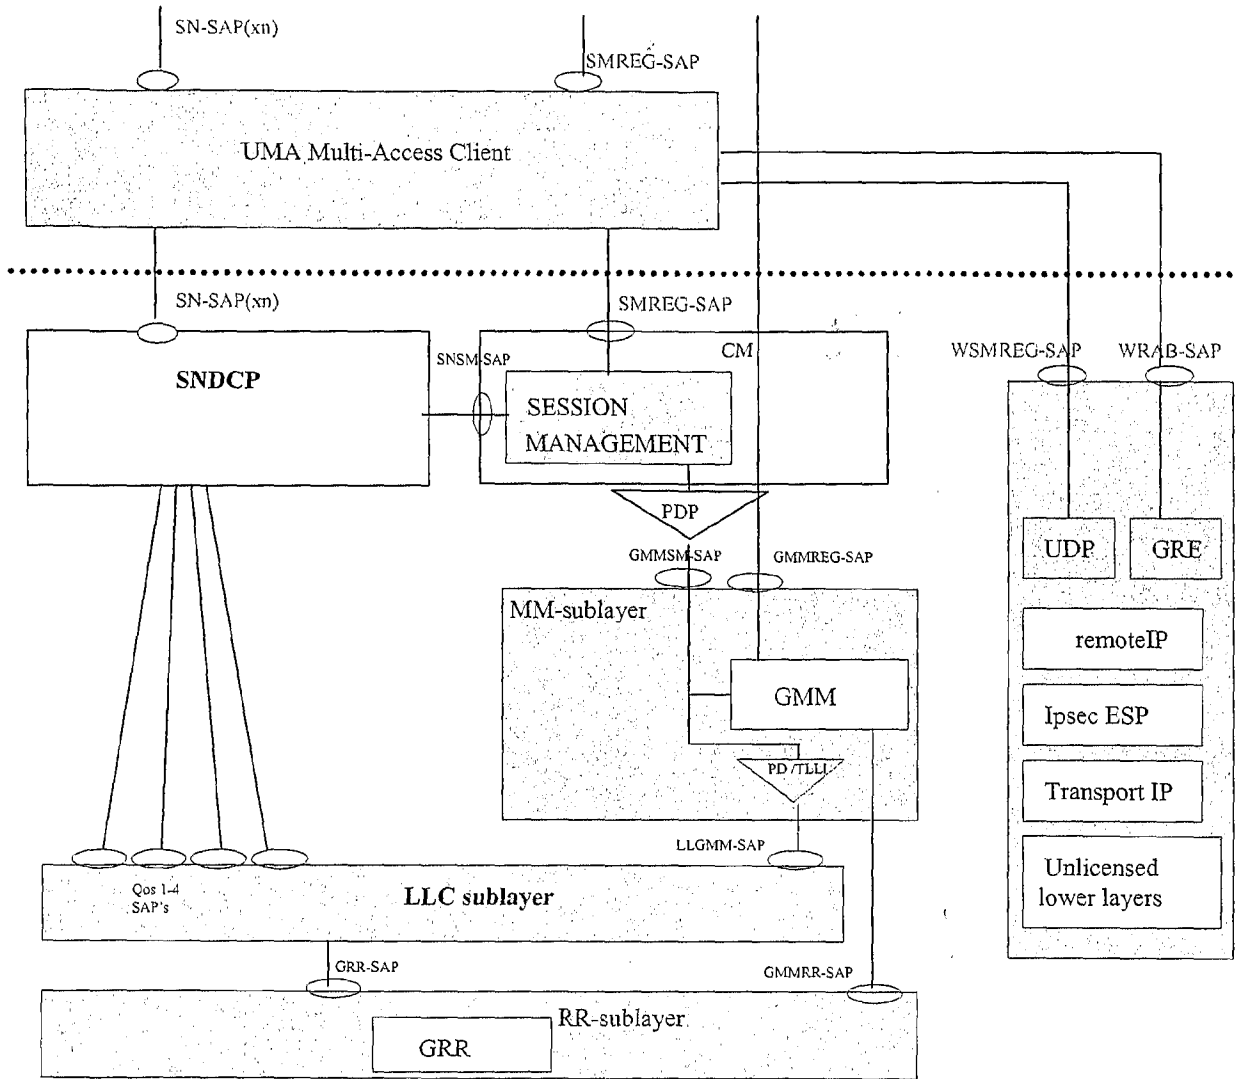 SN-SAP(xn)
SMREG-SAP
UMA Multi-Access Client
SN-SAP(xn)
SMREG-SAP
SNSM-SAP
CM
WSMREG-SAP
WRAB-SAP
SNDCP
SESSION
MANAGEMENT
PDP
GMMSM-SAP
GMMREG-SAP
UDP
GRE
MM-sublayer
remoteIP
GMM
Ipsec ESP
PD/TLLI
Transport IP
LLGMM-SAP
Qos 1-4
SAP's
LLC sublayer
Unlicensed
lower layers
GRR-SAP
GMMRR-SAP
RR-sublayer
GRR